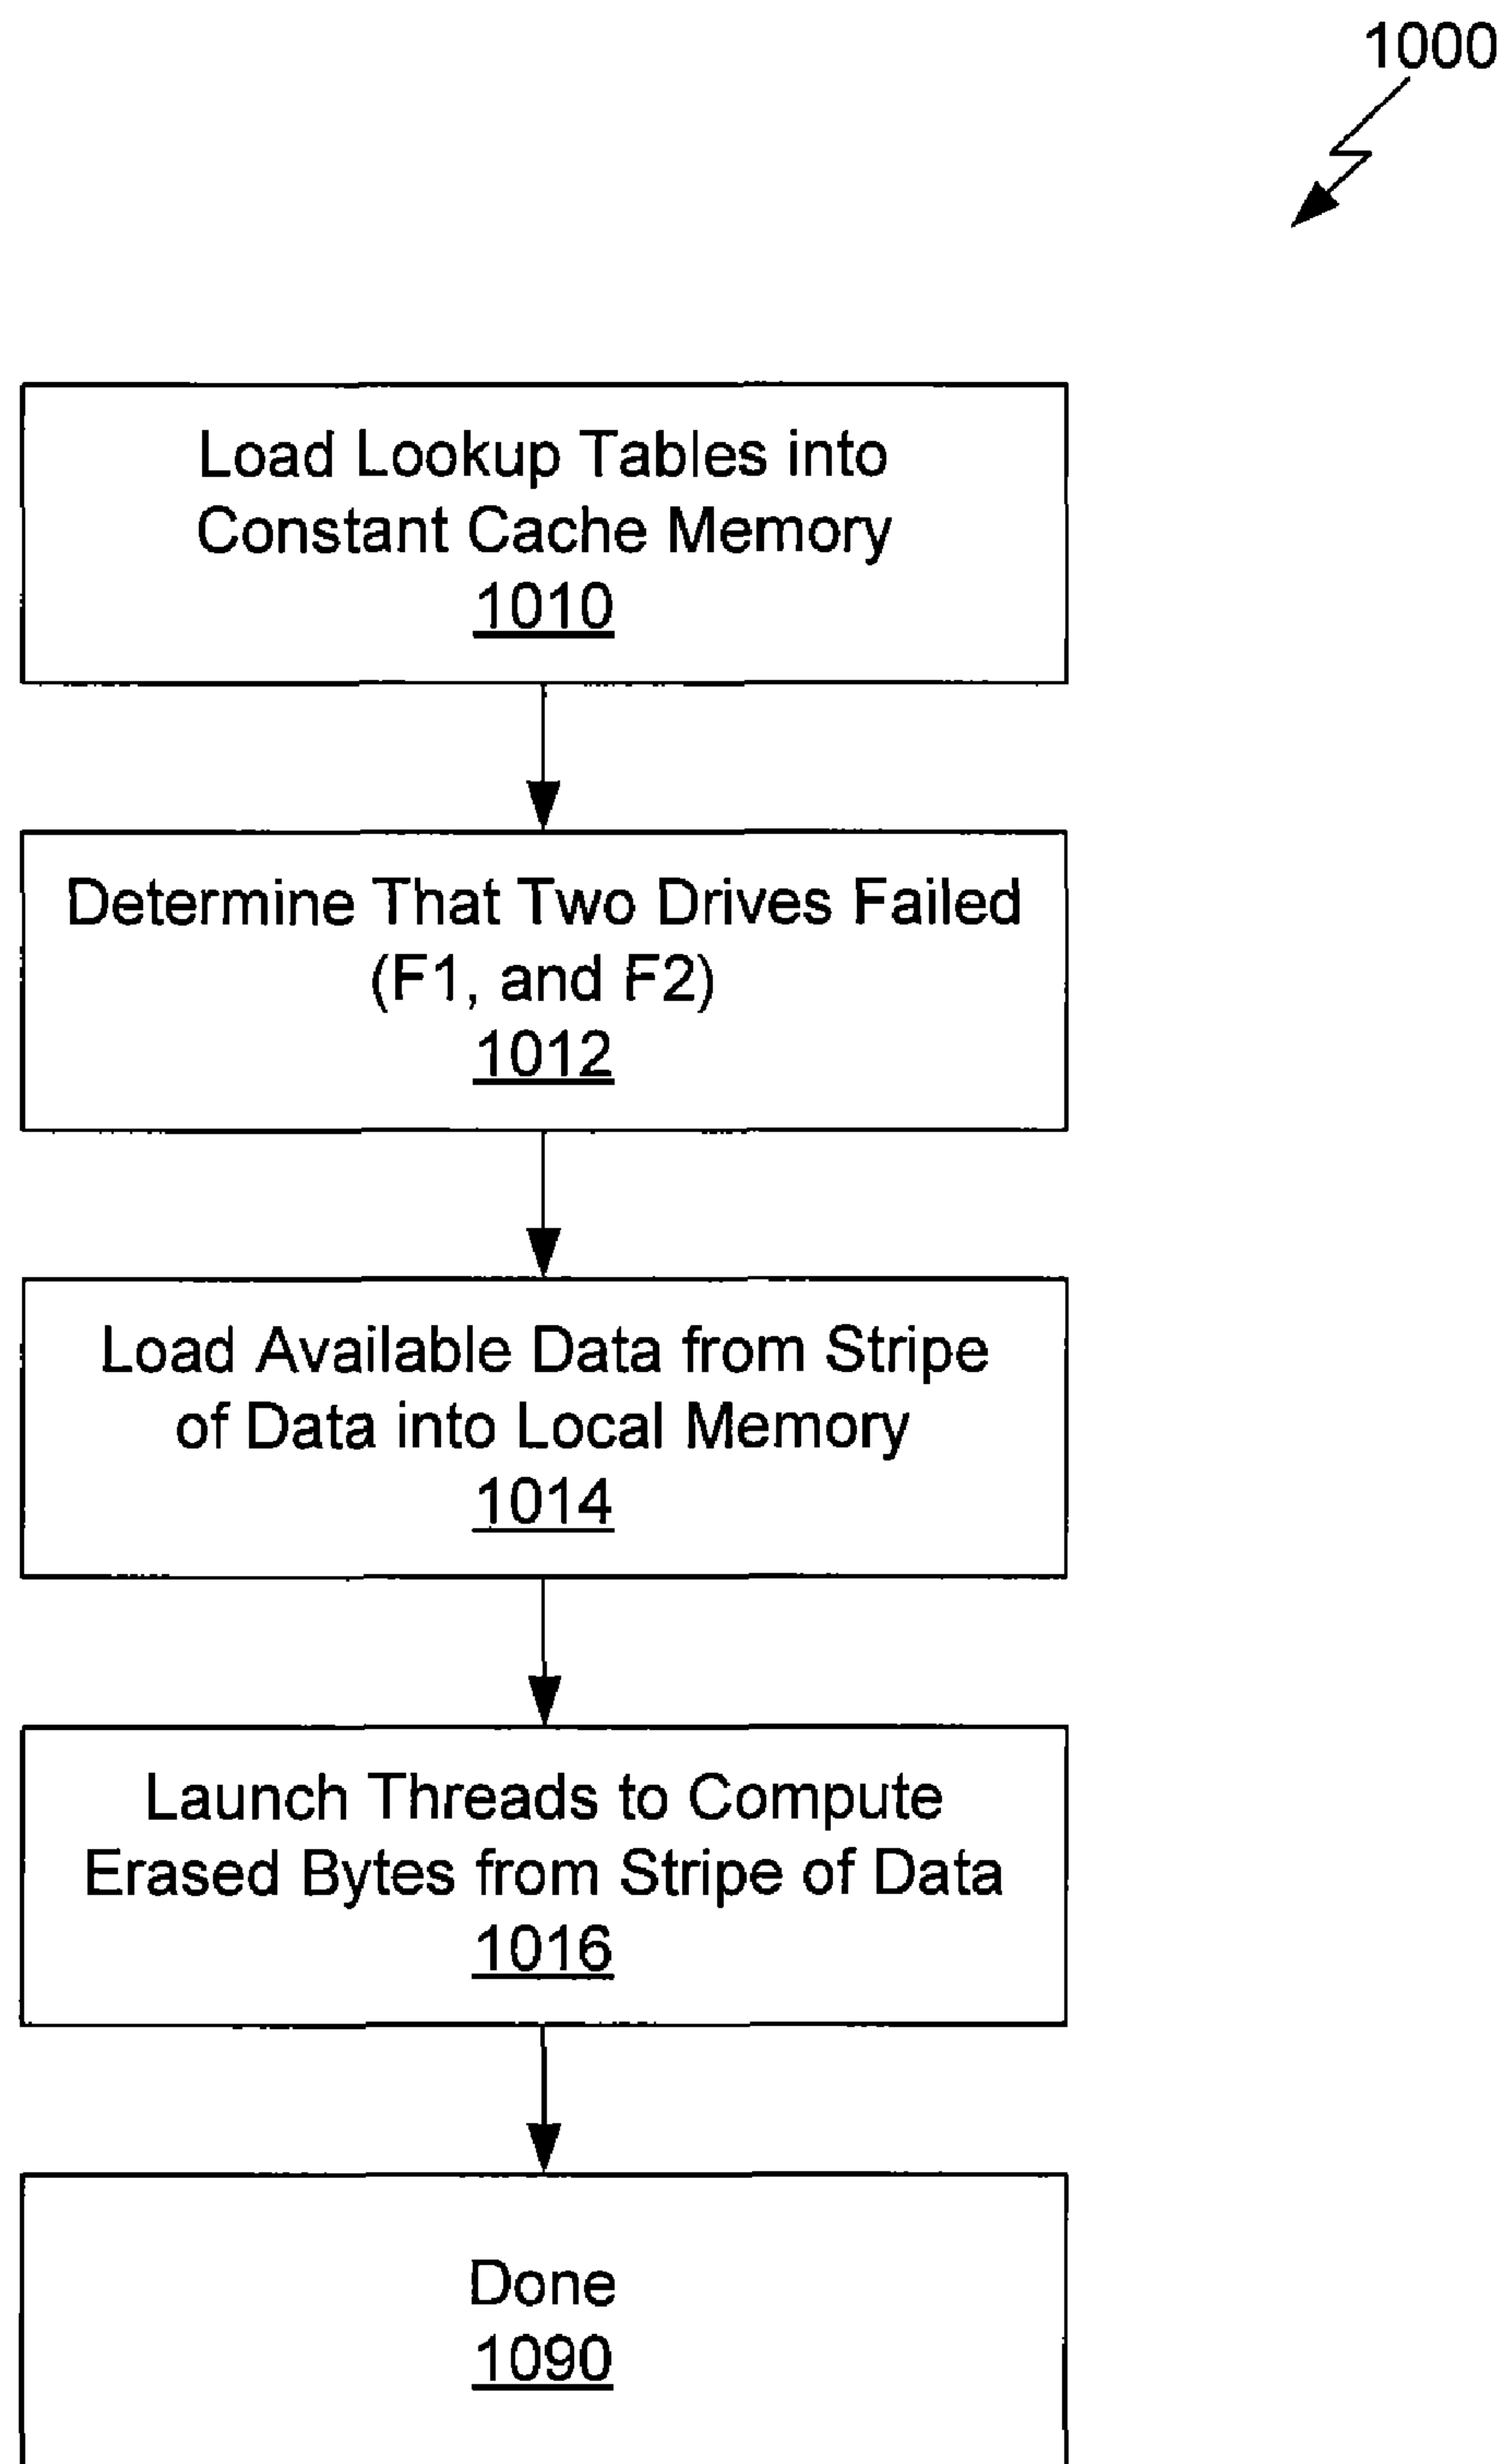 1000
Load Lookup Tables into
Constant Cache Memory
1010
Determine That Two Drives Failed
(F1, and F2)
1012
Load Available Data from Stripe
of Data into Local Memory
1014
Launch Threads to Compute
Erased Bytes from Stripe of Data
1016
Done
1090